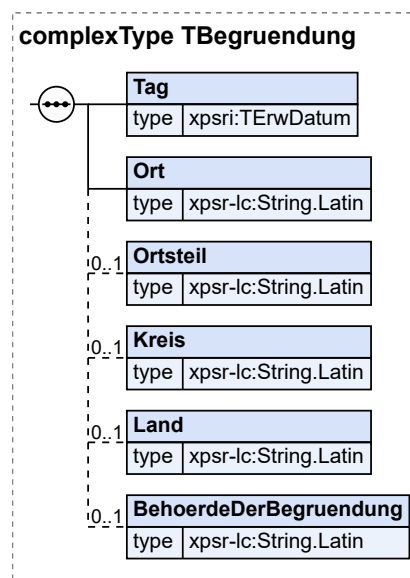 complexType TBegruendung
Tag
type xpsri:TErwDatum
Ort
type xpsr-lc:String.Latin
0..1 Ortsteil
type xpsr-lc:String.Latin
0..1 Kreis
type xpsr-lc:String.Latin
0..1 Land
type xpsr-lc:String.Latin
0..1 BehoerdeDerBegruendung
type xpsr-lc:String.Latin